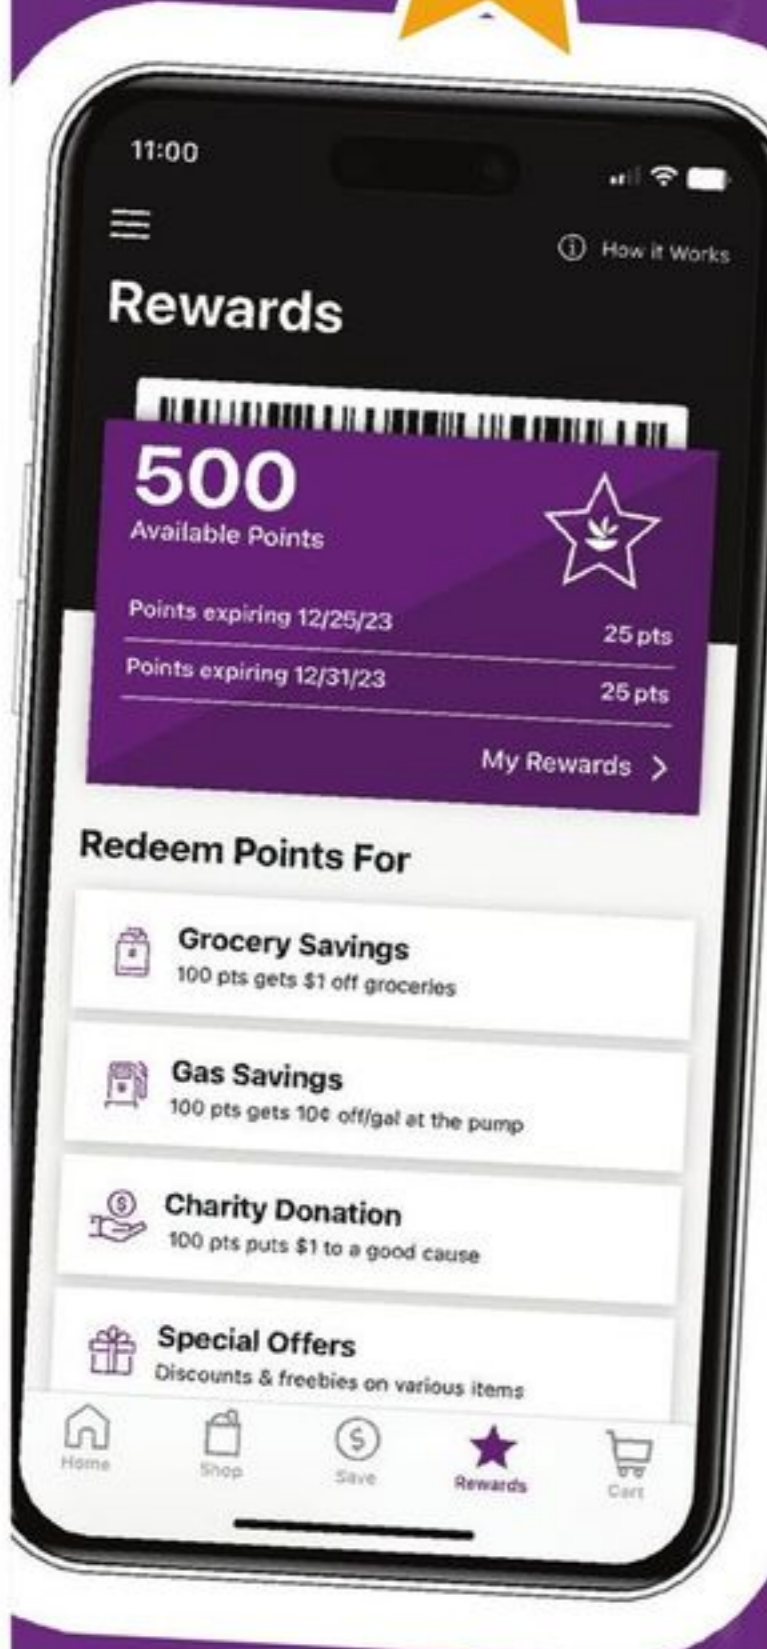 11:00
How it Works
Rewards
500
Available Points
Points expiring 12/25/23 25 pts
Points expiring 12/31/23 25 pts
My Rewards
Redeem Points For
Grocery Savings
100 pts gets $1 off groceries
Gas Savings
100 pts gets 10¢ off/gal at the pump
Charity Donation
100 pts puts $1 to a good cause
Special Offers
Discounts & freebies on various items
Home Shop Save Rewards Cart